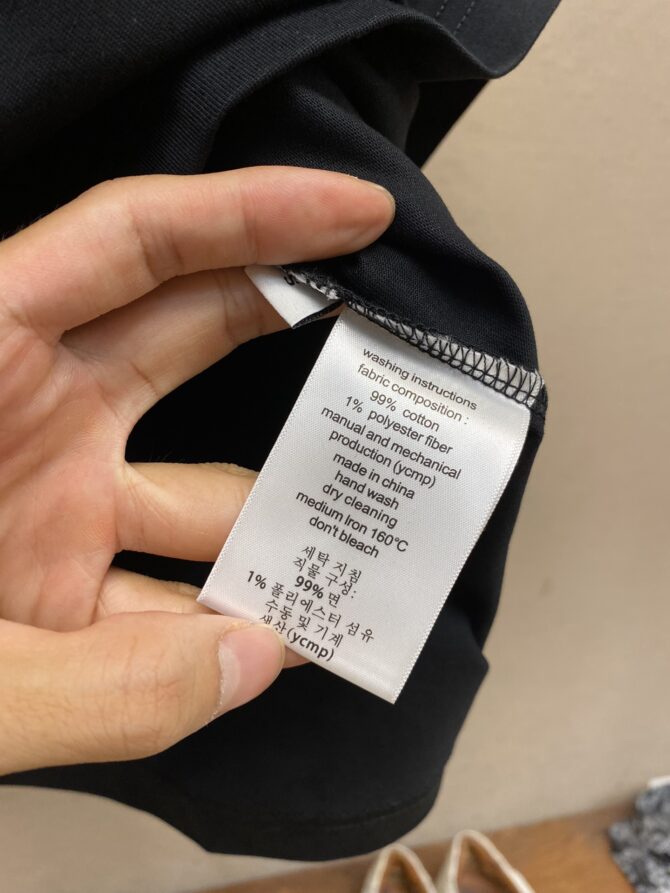 washing instructions
fabric composition :
99% cotton
1% polyester fiber
manual and mechanical
production (ycmp)
made in china
hand wash
dry cleaning
medium Iron 160°C
don't bleach
세탁 지침
직물 구성:
99% 면
1% 폴리에스터 섬유
수동 및 기계
생산(ycmp)